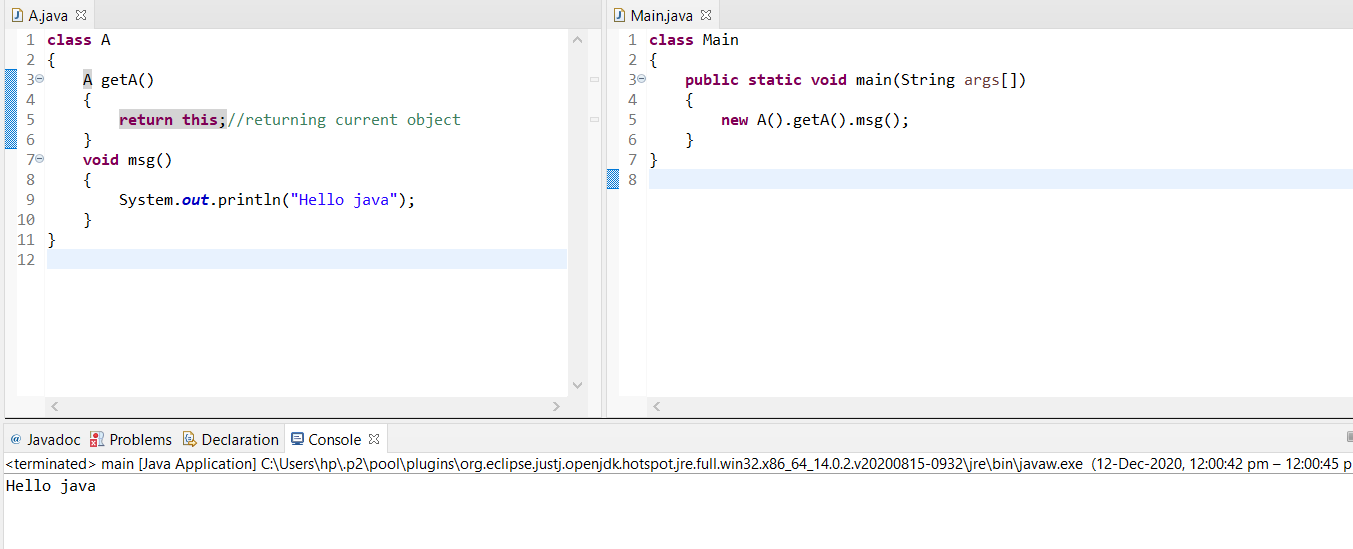 A.java
1 class A
2 {
3 A getA()
4 {
5 return this;//returning current object
6 }
7 void msg()
8 {
9 System.out.println("Hello java");
10 }
11 }
12
Main.java
1 class Main
2 {
3 public static void main(String args[])
4 {
5 new A().getA().msg();
6 }
7 }
8
@ Javadoc Problems Declaration Console
<terminated> main [Java Application] C:\Users\hp\.p2\pool\plugins\org.eclipse.justj.openjdk.hotspot.jre.full.win32.x86_64_14.0.2.v20200815-0932\jre\bin\javaw.exe (12-Dec-2020, 12:00:42 pm – 12:00:45 p
Hello java